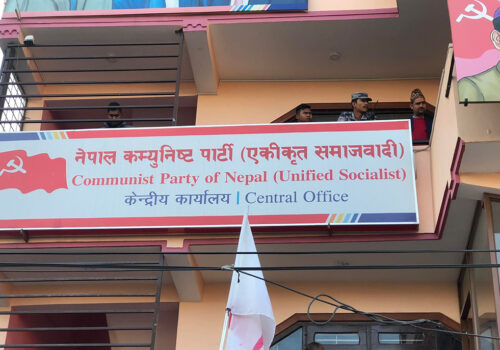 नेपाल कम्युनिष्ट पार्टी (एकीकृत समाजवादी)
Communist Party of Nepal (Unified Socialist)
केन्द्रीय कार्यालय | Central Office